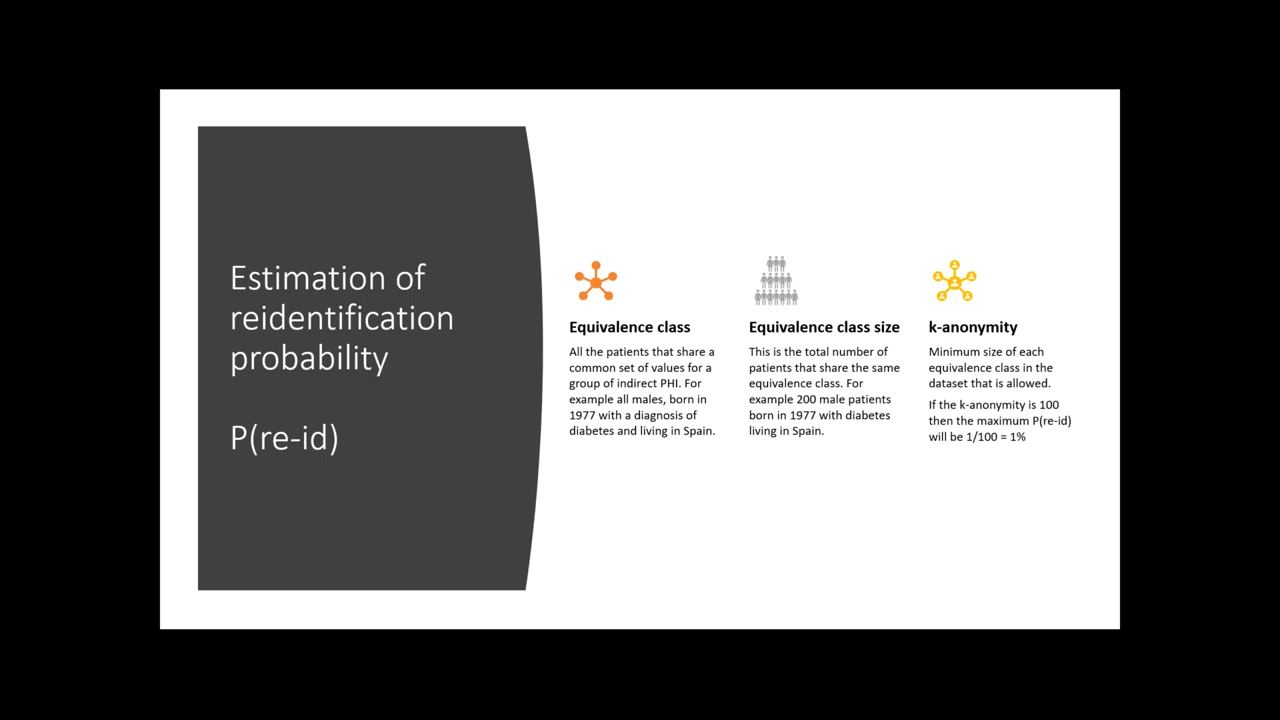 Estimation of
reidentification
probability
P(re-id)
Equivalence class
All the patients that share a
common set of values for a
group of indirect PHI. For
example all males, born in
1977 with a diagnosis of
diabetes and living in Spain.
Equivalence class size
This is the total number of
patients that share the same
equivalence class. For
example 200 male patients
born in 1977 with diabetes
living in Spain.
k-anonymity
Minimum size of each
equivalence class in the
dataset that is allowed.
If the k-anonymity is 100
then the maximum P(re-id)
will be 1/100 = 1%